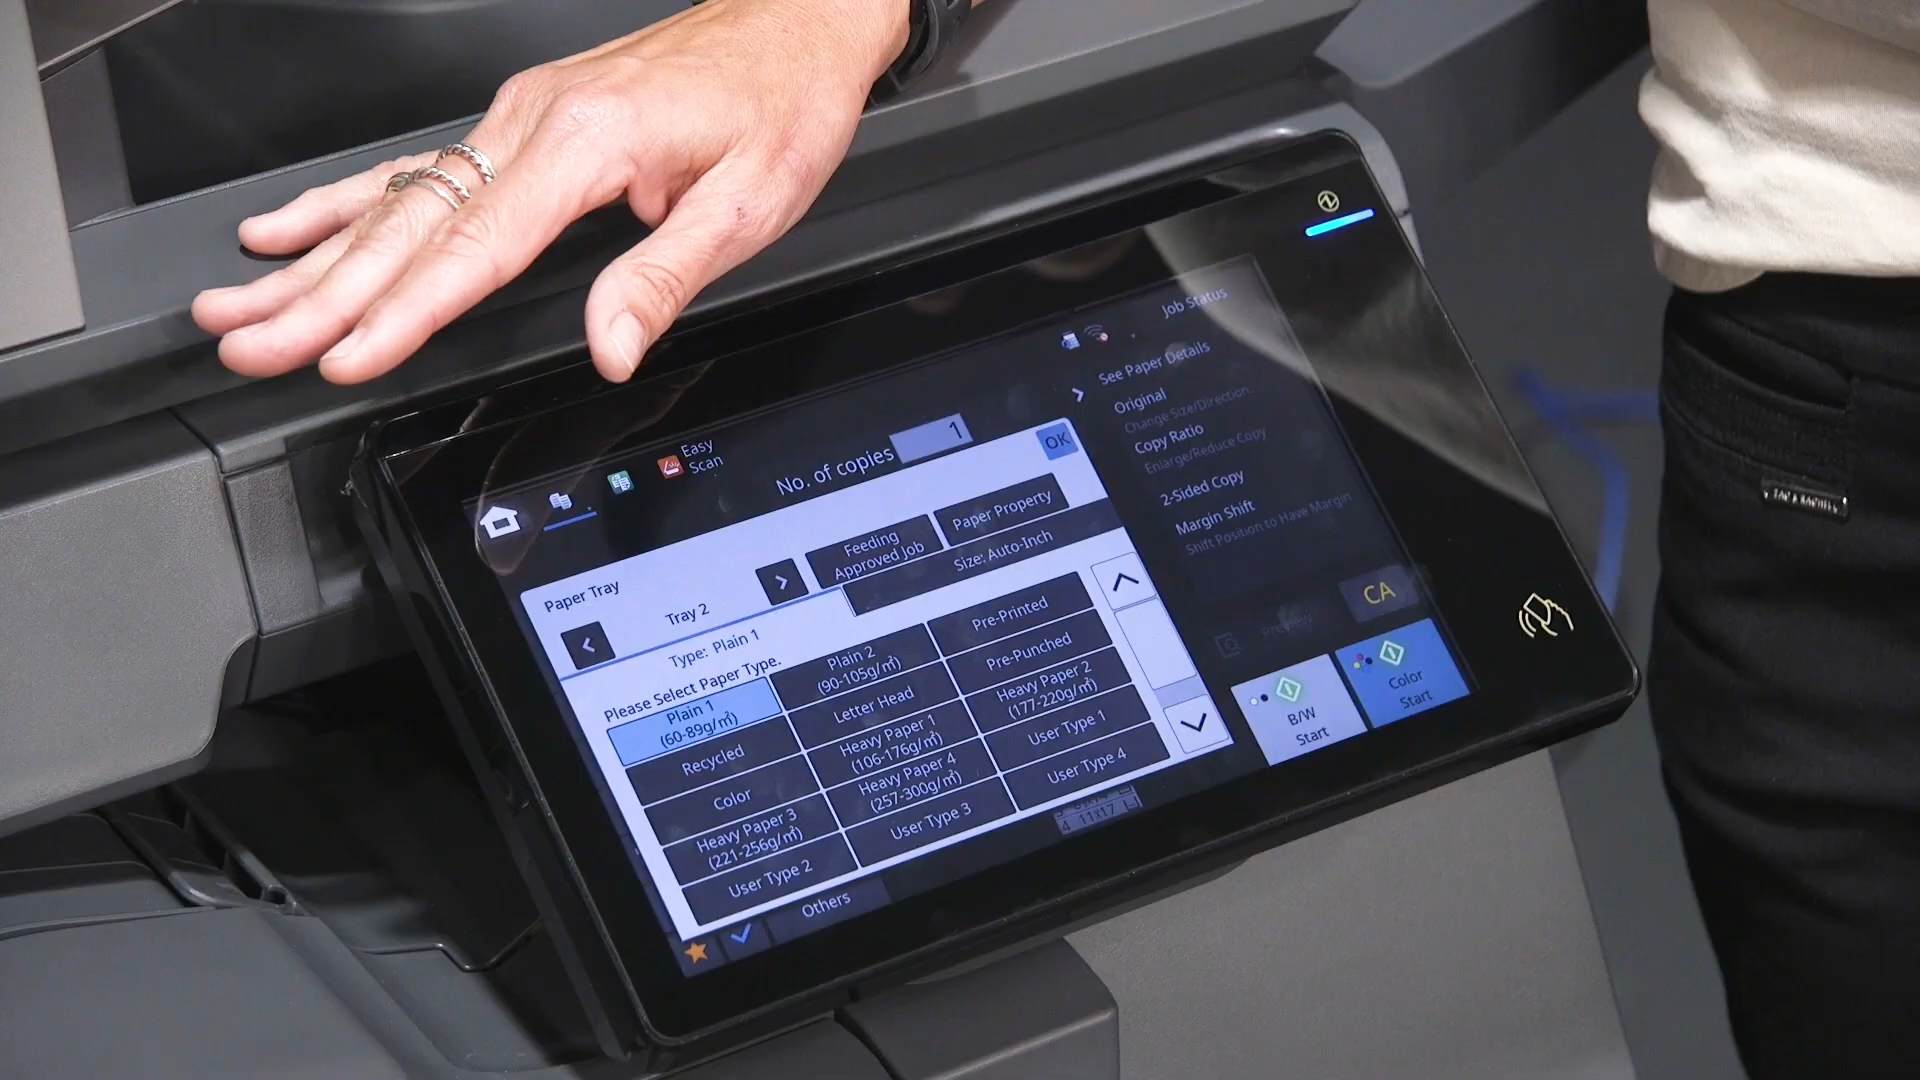 Job Status
See Paper Details
Original
Change Size/Direction.
Copy Ratio
Enlarge/Reduce Copy
2-Sided Copy
Margin Shift
Shift Position to Have Margin
Preview
CA
B/W
Start
Color
Start
Easy
Scan
No. of copies
1
OK
Paper Tray
Tray 2
Feeding
Approved Job
Paper Property
Type: Plain 1
Size: Auto-Inch
Please Select Paper Type.
Plain 1
(60-89g/㎡)
Plain 2
(90-105g/㎡)
Pre-Printed
Recycled
Letter Head
Pre-Punched
Color
Heavy Paper 1
(106-176g/㎡)
Heavy Paper 2
(177-220g/㎡)
Heavy Paper 3
(221-256g/㎡)
Heavy Paper 4
(257-300g/㎡)
User Type 1
User Type 2
User Type 3
User Type 4
4 11x17
Others